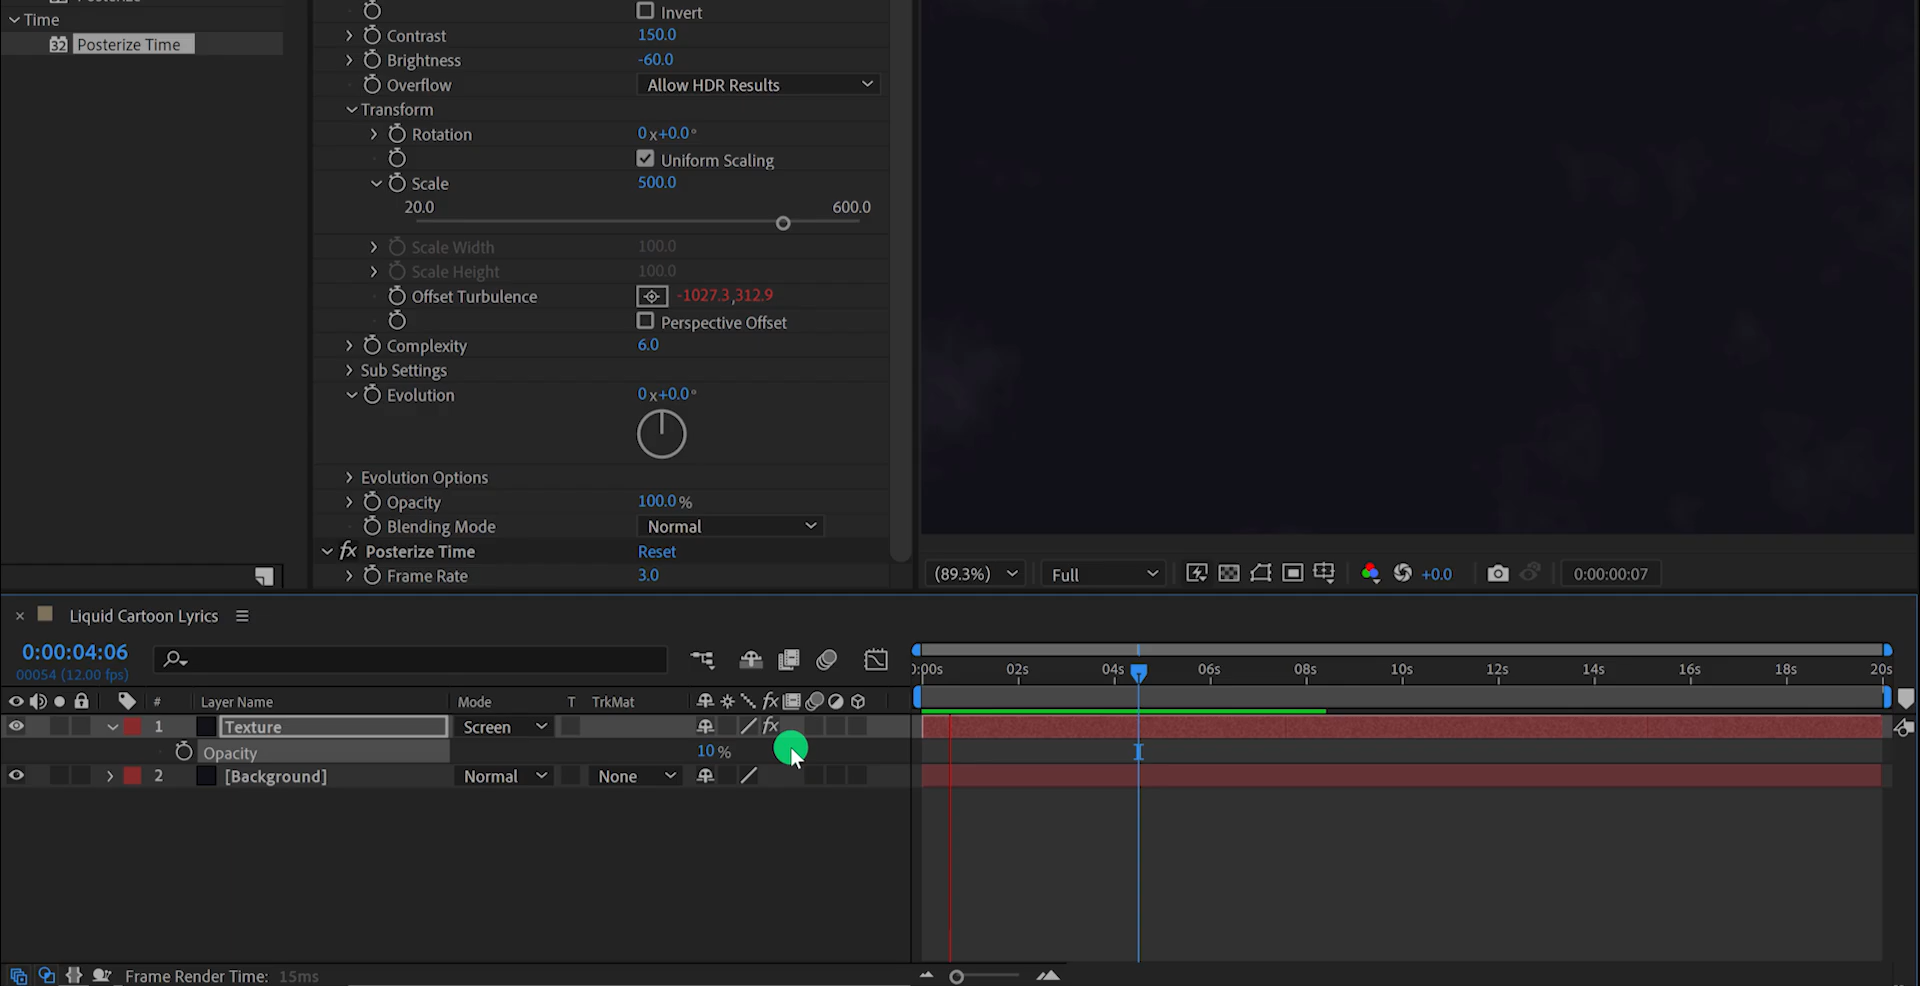 Time
32 Posterize Time
Invert
Contrast 150.0
Brightness -60.0
Overflow Allow HDR Results
Transform
Rotation 0 x+0.0°
Uniform Scaling
Scale 500.0
20.0 600.0
Scale Width 100.0
Scale Height 100.0
Offset Turbulence -1027.3,312.9
Perspective Offset
Complexity 6.0
Sub Settings
Evolution 0 x+0.0°
Evolution Options
Opacity 100.0 %
Blending Mode Normal
fx Posterize Time Reset
Frame Rate 3.0
(89.3%) Full +0.0 0:00:00:07
× Liquid Cartoon Lyrics
0:00:04:06
00054 (12.00 fps)
0:00s 02s 04s 06s 08s 10s 12s 14s 16s 18s 20s
# Layer Name Mode T TrkMat fx
1 Texture Screen fx
Opacity 10 %
2 [Background] Normal None
Frame Render Time: 15ms